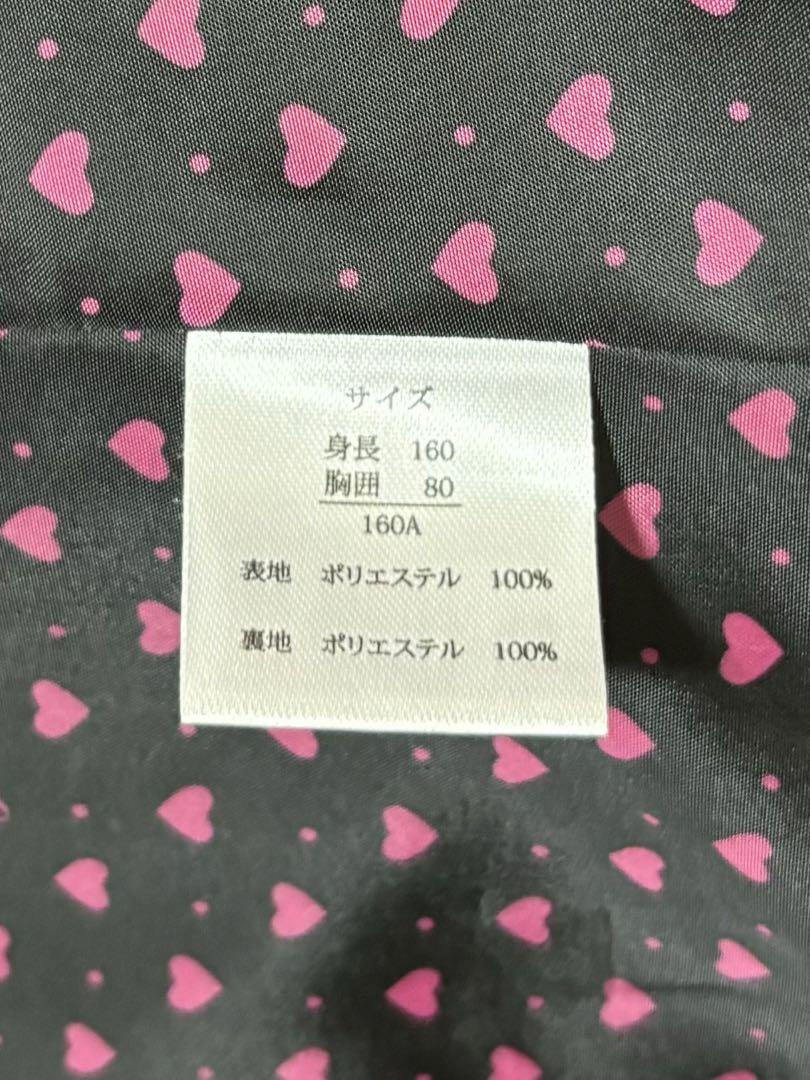 サイズ
身長 160
胸囲 80
160A
表地 ポリエステル 100%
裏地 ポリエステル 100%